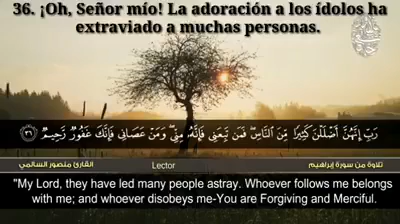 36. ¡Oh, Señor mío! La adoración a los ídolos ha
extraviado a muchas personas.
رَبِّ إِنَّهُنَّ أَضْلَلْنَ كَثِيرًا مِّنَ النَّاسِ ۖ فَمَن تَبِعَنِي فَإِنَّهُ مِنِّي ۖ وَمَنْ عَصَانِي فَإِنَّكَ غَفُورٌ رَّحِيمٌ ﴿٣٦﴾
القارئ منصور السالمي Lector تلاوة من سورة إبراهيم
"My Lord, they have led many people astray. Whoever follows me belongs
with me; and whoever disobeys me-You are Forgiving and Merciful.